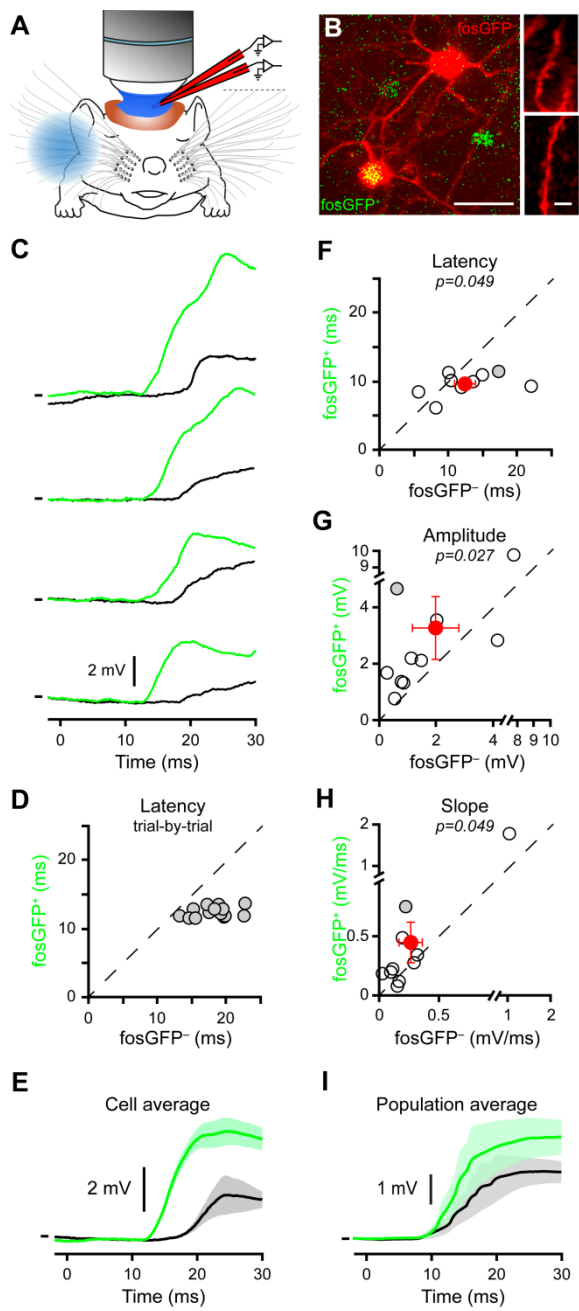 A
B
fosGFP⁻
fosGFP⁺
C
2 mV
0
10
20
30
Time (ms)
D
Latency
trial-by-trial
20
10
0
fosGFP⁺ (ms)
0
10
20
fosGFP⁻ (ms)
E
Cell average
2 mV
0
10
20
30
Time (ms)
F
Latency
p=0.049
20
10
0
fosGFP⁺ (ms)
0
10
20
fosGFP⁻ (ms)
G
Amplitude
p=0.027
10
9
4
2
0
fosGFP⁺ (mV)
0
2
4
8
9
10
fosGFP⁻ (mV)
H
Slope
p=0.049
2
1
0.5
0
fosGFP⁺ (mV/ms)
0
0.5
1
2
fosGFP⁻ (mV/ms)
I
Population average
1 mV
0
10
20
30
Time (ms)